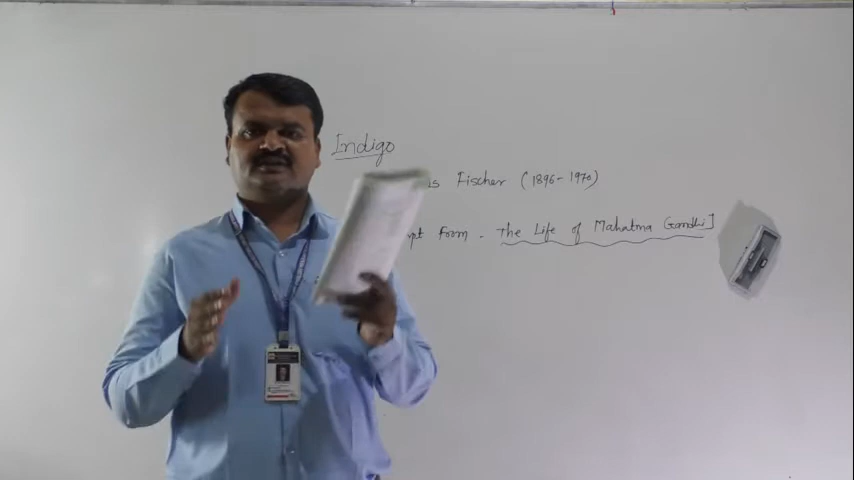 Indigo
Fischer (1896-1970)
Form - The Life of Mahatma Gandhi]